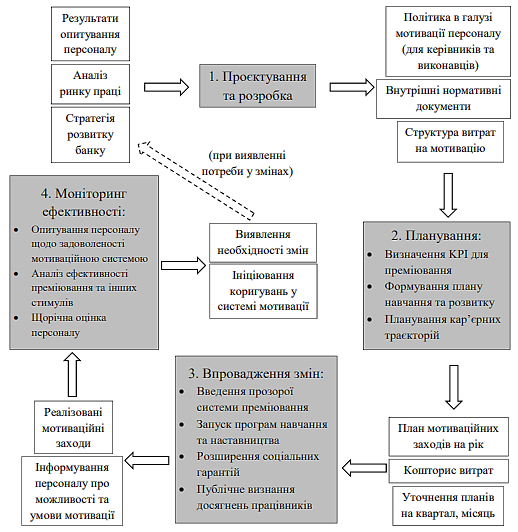 Результати
опитування
персоналу
Аналіз
ринку праці
Стратегія
розвитку
банку
1. Проєктування
та розробка
Політика в галузі
мотивації персоналу
(для керівників та
виконавців)
Внутрішні нормативні
документи
Структура витрат
на мотивацію
(при виявленні
потреби у змінах)
4. Моніторинг
ефективності:
• Опитування персоналу
щодо задоволеності
мотиваційною системою
• Аналіз ефективності
преміювання та інших
стимулів
• Щорічна оцінка
персоналу
Виявлення
необхідності змін
Ініціювання
коригувань у
системі мотивації
2. Планування:
• Визначення KPI для
преміювання
• Формування плану
навчання та розвитку
• Планування кар’єрних
траєкторій
3. Впровадження змін:
• Введення прозорої
системи преміювання
• Запуск програм навчання
та наставництва
• Розширення соціальних
гарантій
• Публічне визнання
досягнень працівників
Реалізовані
мотиваційні
заходи
Інформування
персоналу про
можливості та
умови мотивації
План мотиваційних
заходів на рік
Кошторис витрат
Уточнення планів
на квартал, місяць